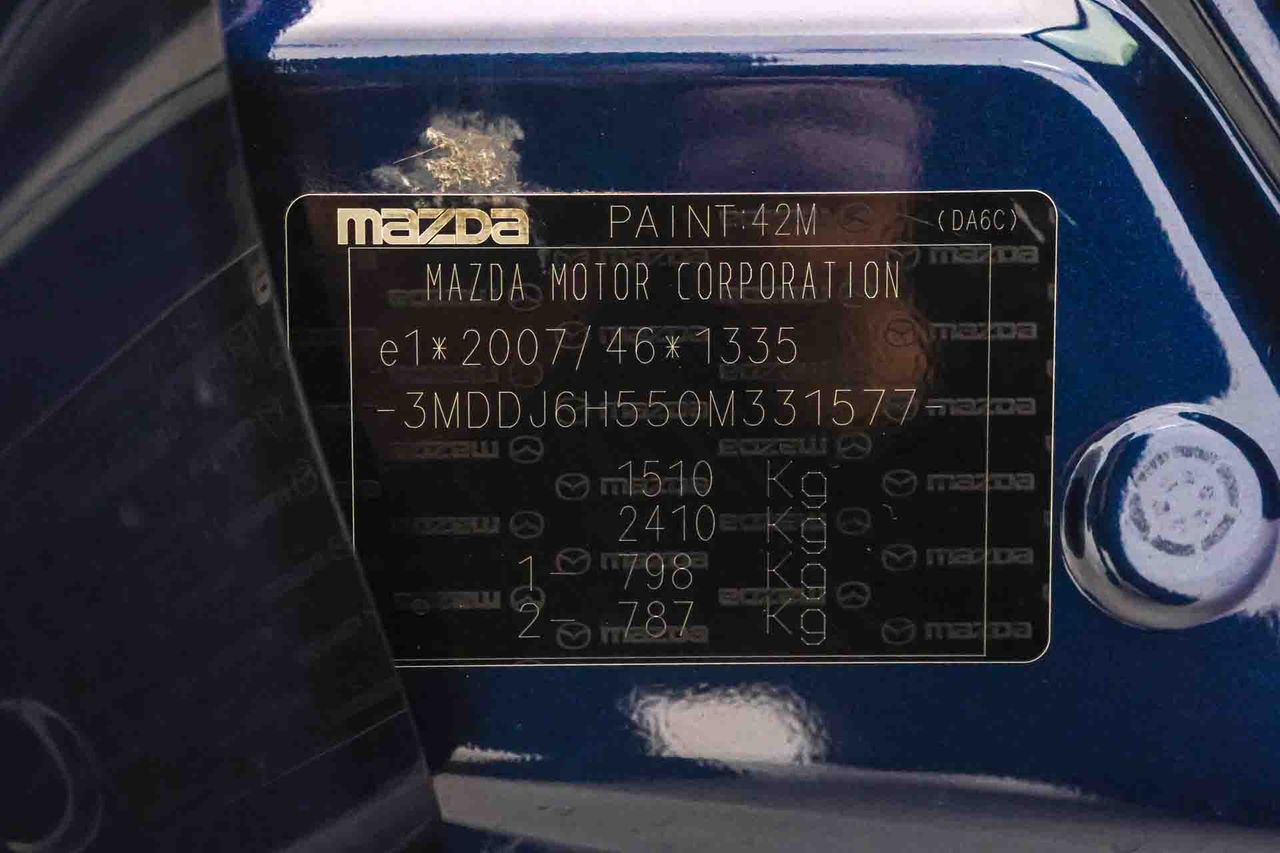 mazda PAINT:42M (DA6C)
MAZDA MOTOR CORPORATION
e1*2007/46*1335
-3MDDJ6H550M331577-
1510 Kg
2410 Kg
1- 798 Kg
2- 787 Kg